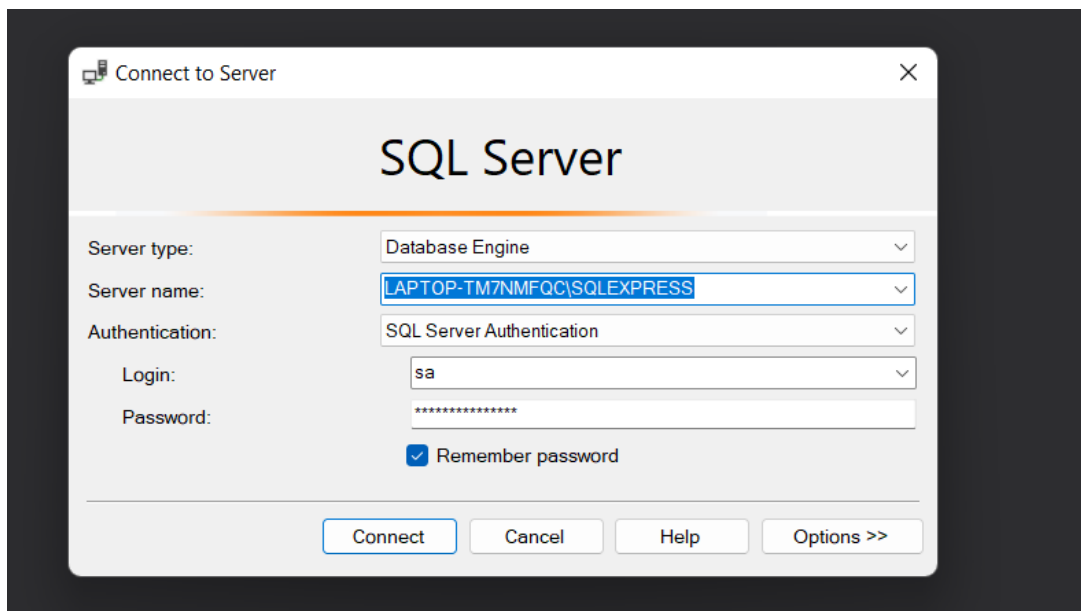 Connect to Server
SQL Server
Server type: Database Engine
Server name: LAPTOP-TM7NMFQC\SQLEXPRESS
Authentication: SQL Server Authentication
Login: sa
Password: ***************
Remember password
Connect Cancel Help Options >>